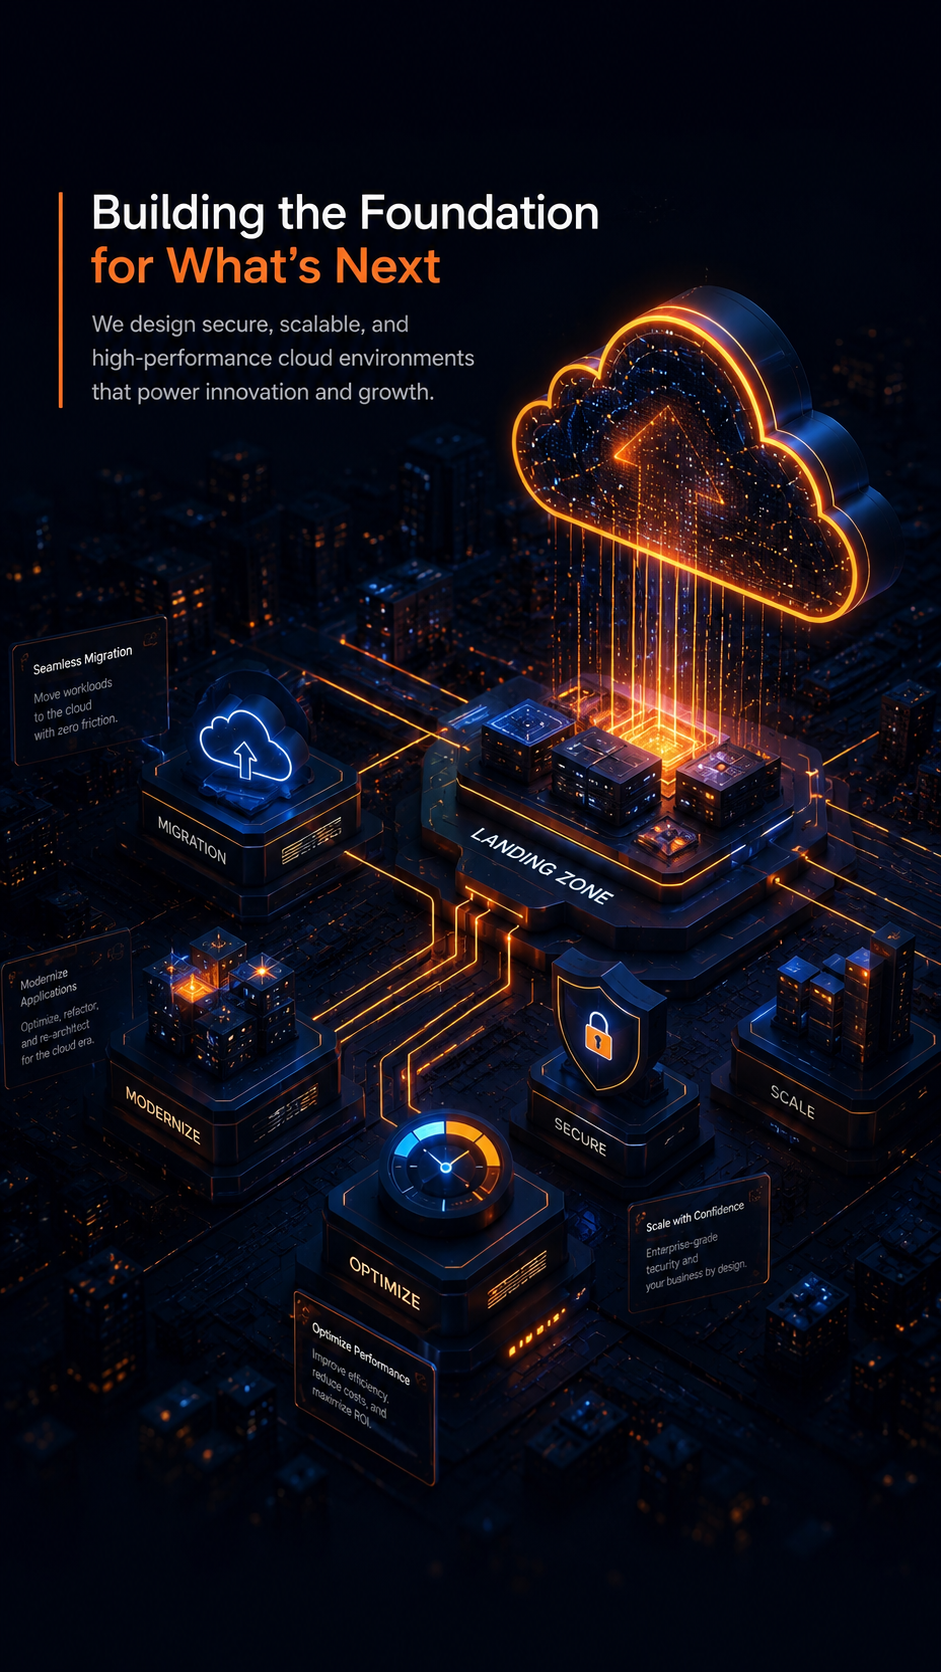 Building the Foundation
for What's Next
We design secure, scalable, and
high-performance cloud environments
that power innovation and growth.
Seamless Migration
Move workloads
to the cloud
with zero friction.
MIGRATION
LANDING ZONE
Modernize
Applications
Optimize, refactor,
and re-architect
for the cloud era.
MODERNIZE
SECURE
SCALE
Scale with Confidence
Enterprise-grade
tecurity and
your business by design.
OPTIMIZE
Optimize Performance
Improve efficiency,
reduce costs, and
maximize ROI.